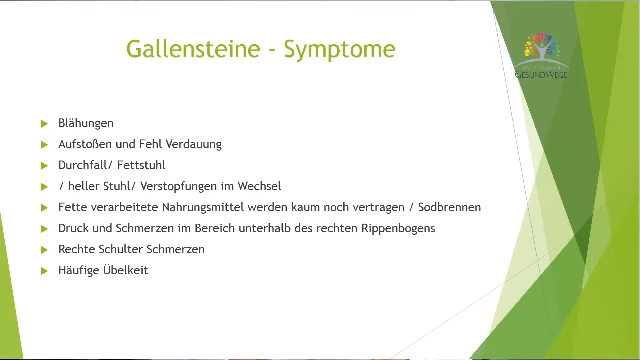 Gallensteine - Symptome
GESUNDWEGE
Blähungen
Aufstoßen und Fehl Verdauung
Durchfall/ Fettstuhl
/ heller Stuhl/ Verstopfungen im Wechsel
Fette verarbeitete Nahrungsmittel werden kaum noch vertragen / Sodbrennen
Druck und Schmerzen im Bereich unterhalb des rechten Rippenbogens
Rechte Schulter Schmerzen
Häufige Übelkeit